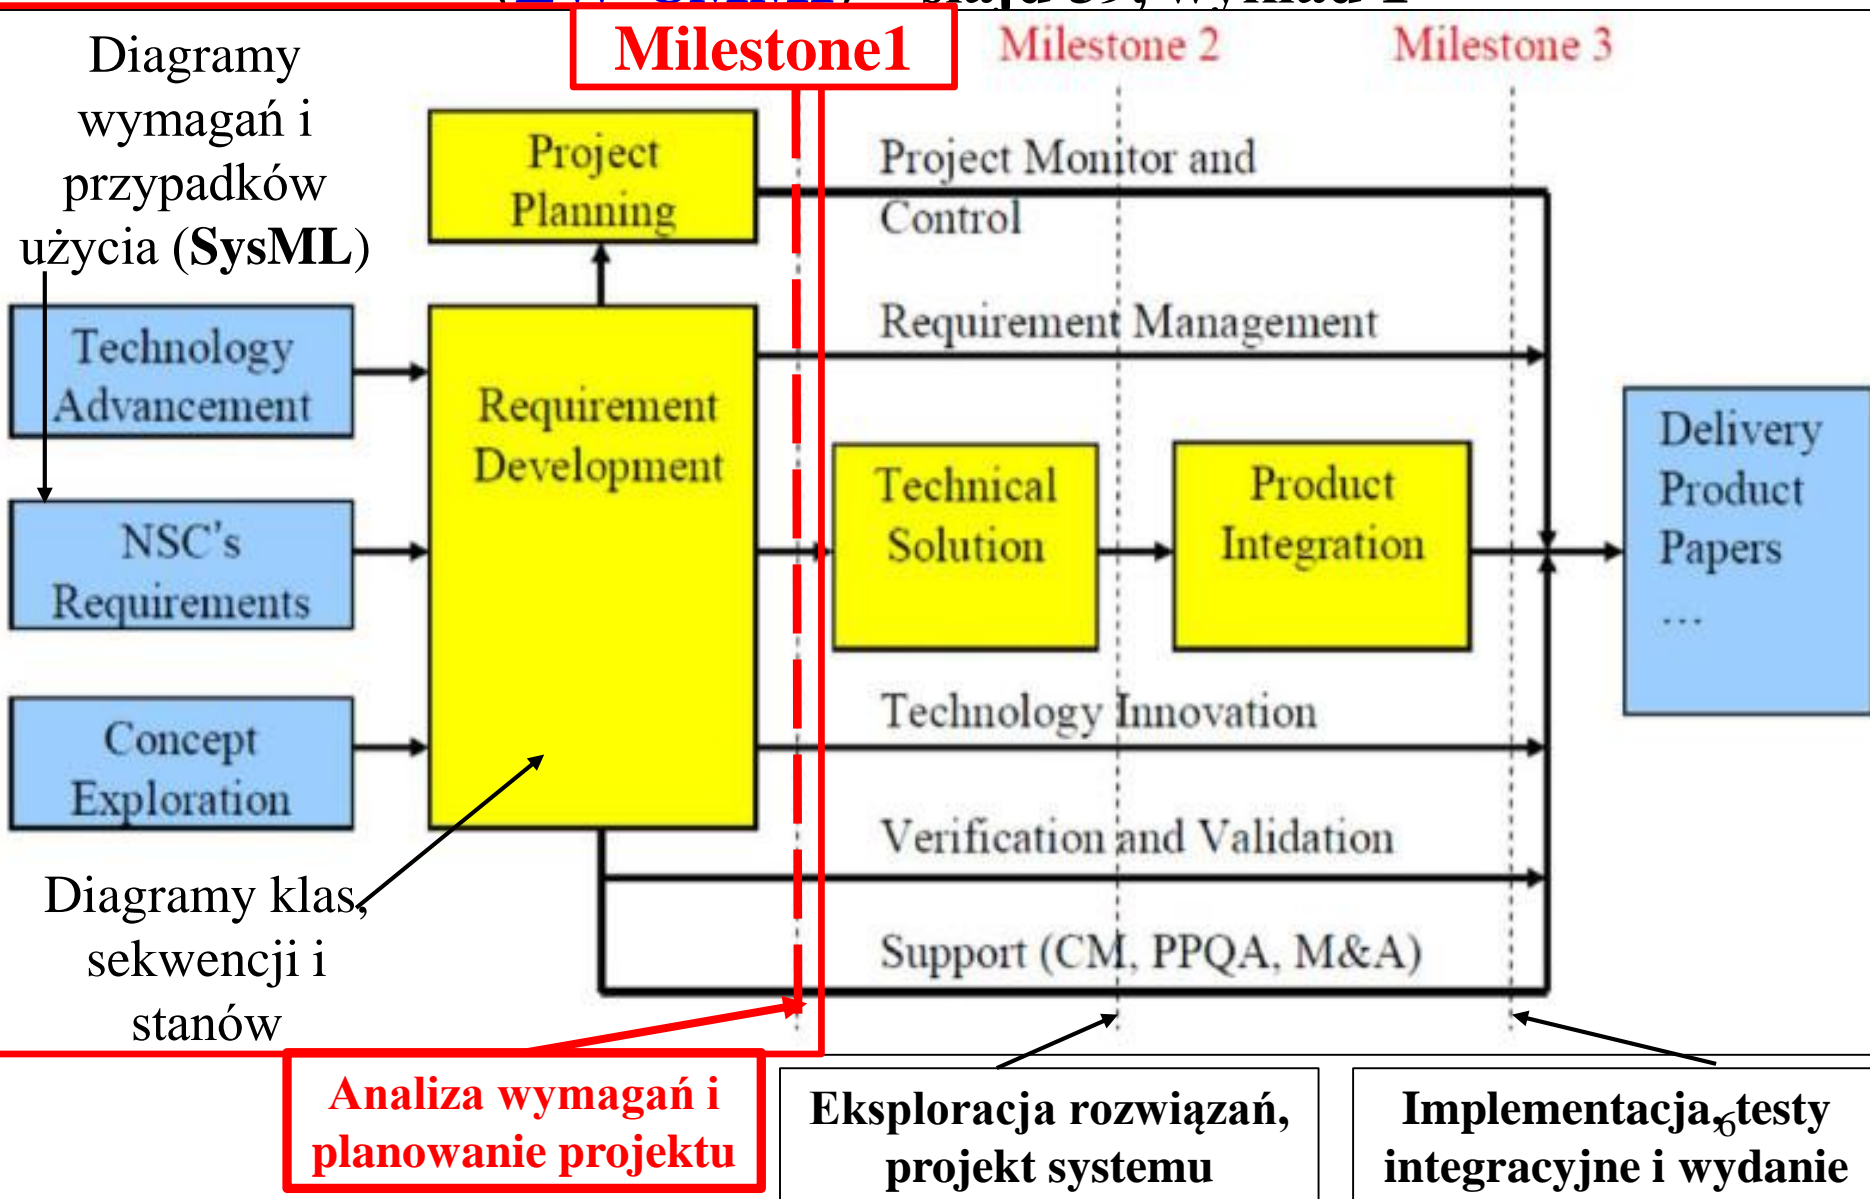 Milestone1
Milestone 2
Milestone 3
Diagramy
wymagań i
przypadków
użycia (SysML)
Project
Planning
Project Monitor and
Control
Technology
Advancement
Requirement
Development
Requirement Management
NSC's
Requirements
Technical
Solution
Product
Integration
Delivery
Product
Papers
...
Concept
Exploration
Technology Innovation
Verification and Validation
Support (CM, PPQA, M&A)
Diagramy klas,
sekwencji i
stanów
Analiza wymagań i
planowanie projektu
Eksploracja rozwiązań,
projekt systemu
Implementacja, testy
integracyjne i wydanie
6